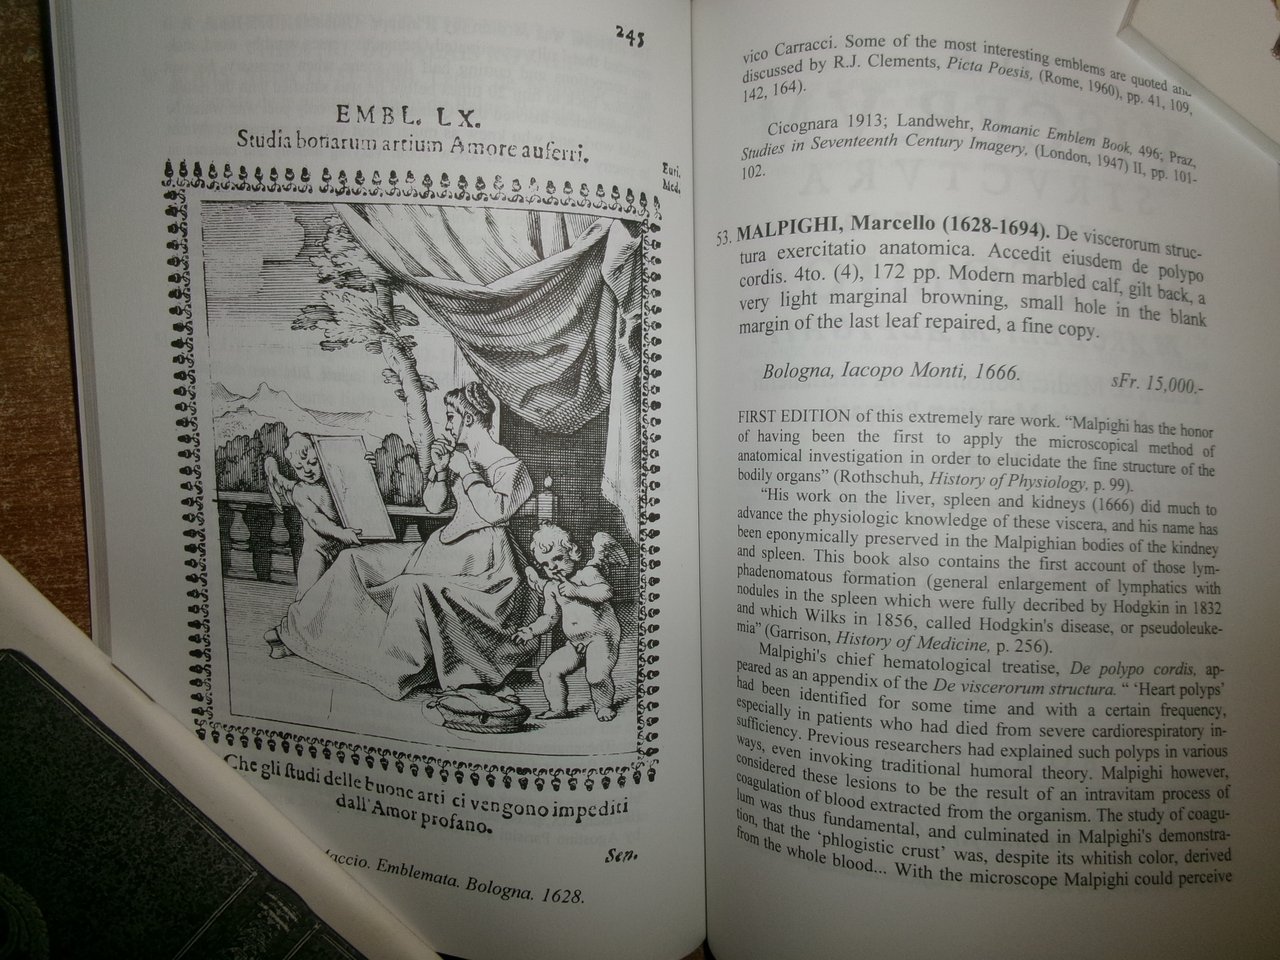 245
EMBL. LX.
Studia bonarum artium Amore auferri.
Euri.
Med.
Che gli studi delle buone arti ci vengono impediti
dall'Amor profano.
Sen.
Maccio. Emblemata. Bologna. 1628.
vico Carracci. Some of the most interesting emblems are quoted and
discussed by R.J. Clements, Picta Poesis, (Rome, 1960), pp. 41, 109,
142, 164).
Cicognara 1913; Landwehr, Romanic Emblem Book, 496; Praz,
Studies in Seventeenth Century Imagery, (London, 1947) II, pp. 101-
102.
53. MALPIGHI, Marcello (1628-1694). De viscerorum struc-
tura exercitatio anatomica. Accedit eiusdem de polypo
cordis. 4to. (4), 172 pp. Modern marbled calf, gilt back, a
very light marginal browning, small hole in the blank
margin of the last leaf repaired, a fine copy.
Bologna, Iacopo Monti, 1666.
sFr. 15,000.-
FIRST EDITION of this extremely rare work. “Malpighi has the honor
of having been the first to apply the microscopical method of
anatomical investigation in order to elucidate the fine structure of the
bodily organs” (Rothschuh, History of Physiology, p. 99).
“His work on the liver, spleen and kidneys (1666) did much to
advance the physiologic knowledge of these viscera, and his name has
been eponymically preserved in the Malpighian bodies of the kindney
and spleen. This book also contains the first account of those lym-
phadenomatous formation (general enlargement of lymphatics with
nodules in the spleen which were fully decribed by Hodgkin in 1832
and which Wilks in 1856, called Hodgkin's disease, or pseudoleuke-
mia” (Garrison, History of Medicine, p. 256).
Malpighi's chief hematological treatise, De polypo cordis, ap-
peared as an appendix of the De viscerorum structura. “ ‘Heart polyps’
had been identified for some time and with a certain frequency,
especially in patients who had died from severe cardiorespiratory in-
sufficiency. Previous researchers had explained such polyps in various
ways, even invoking traditional humoral theory. Malpighi however,
considered these lesions to be the result of an intravitam process of
coagulation of blood extracted from the organism. The study of coagu-
lum was thus fundamental, and culminated in Malpighi's demonstra-
tion, that the ‘phlogistic crust’ was, despite its whitish color, derived
from the whole blood... With the microscope Malpighi could perceive